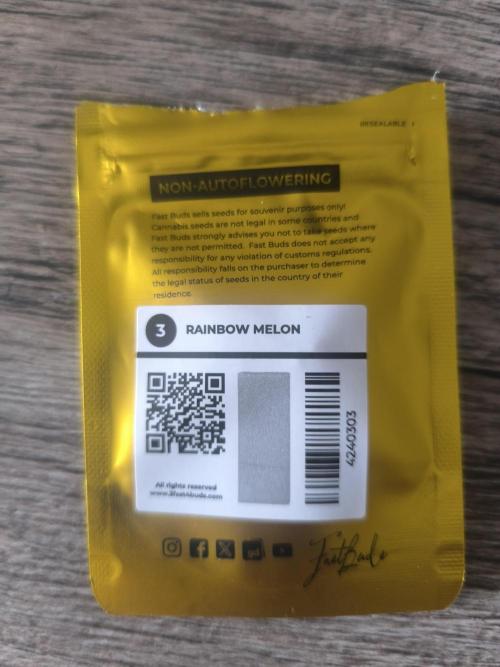 RESEALABLE
NON-AUTOFLOWERING
Fast Buds sells seeds for souvenir purposes only!
Cannabis seeds are not legal in some countries and
Fast Buds strongly advises you not to take seeds where
they are not permitted. Fast Buds does not accept any
responsibility for any violation of customs regulations.
All responsibility falls on the purchaser to determine
the legal status of seeds in the country of their
residence.
3 RAINBOW MELON
4240303
All rights reserved
www.2fast4buds.com
gd
FastBuds